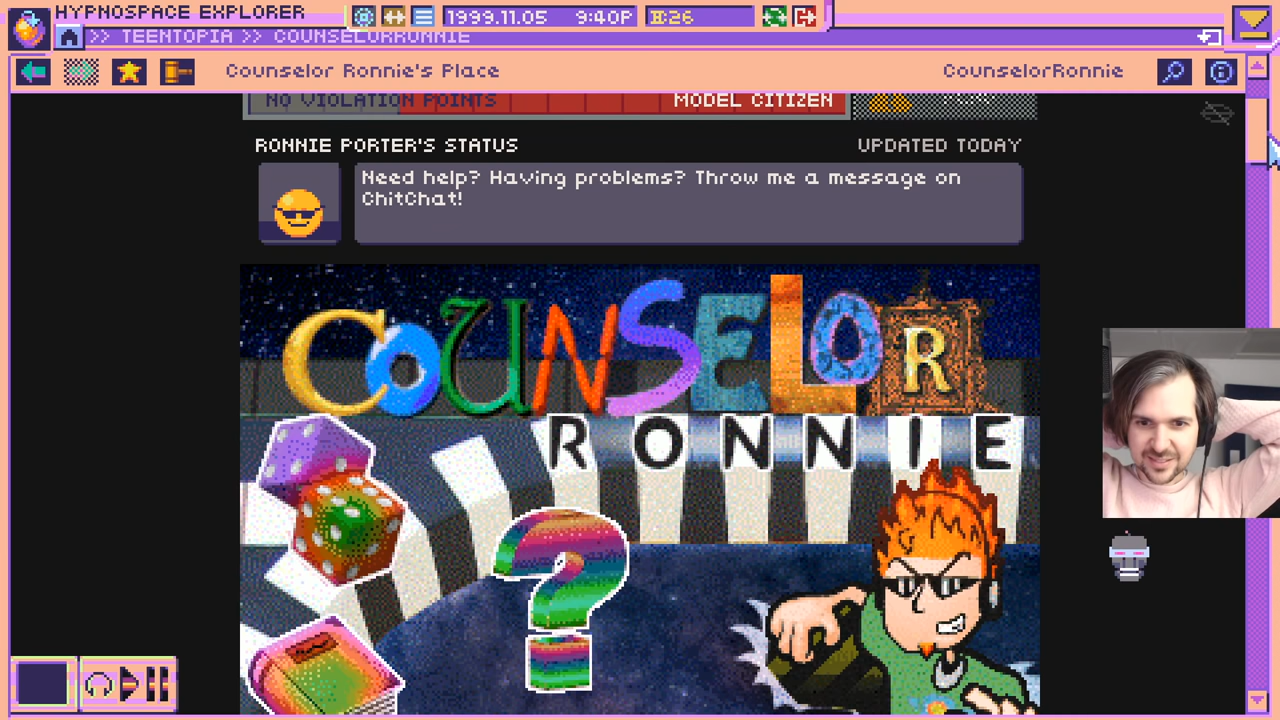 HYPNOSPACE EXPLORER
1999.11.05 9:40P
:26
>> TEENTOPIA >> COUNSELORRONNIE
Counselor Ronnie's Place
CounselorRonnie
NO VIOLATION POINTS
MODEL CITIZEN
RONNIE PORTER'S STATUS
UPDATED TODAY
Need help? Having problems? Throw me a message on
ChitChat!
COUNSELOR
RONNIE
?